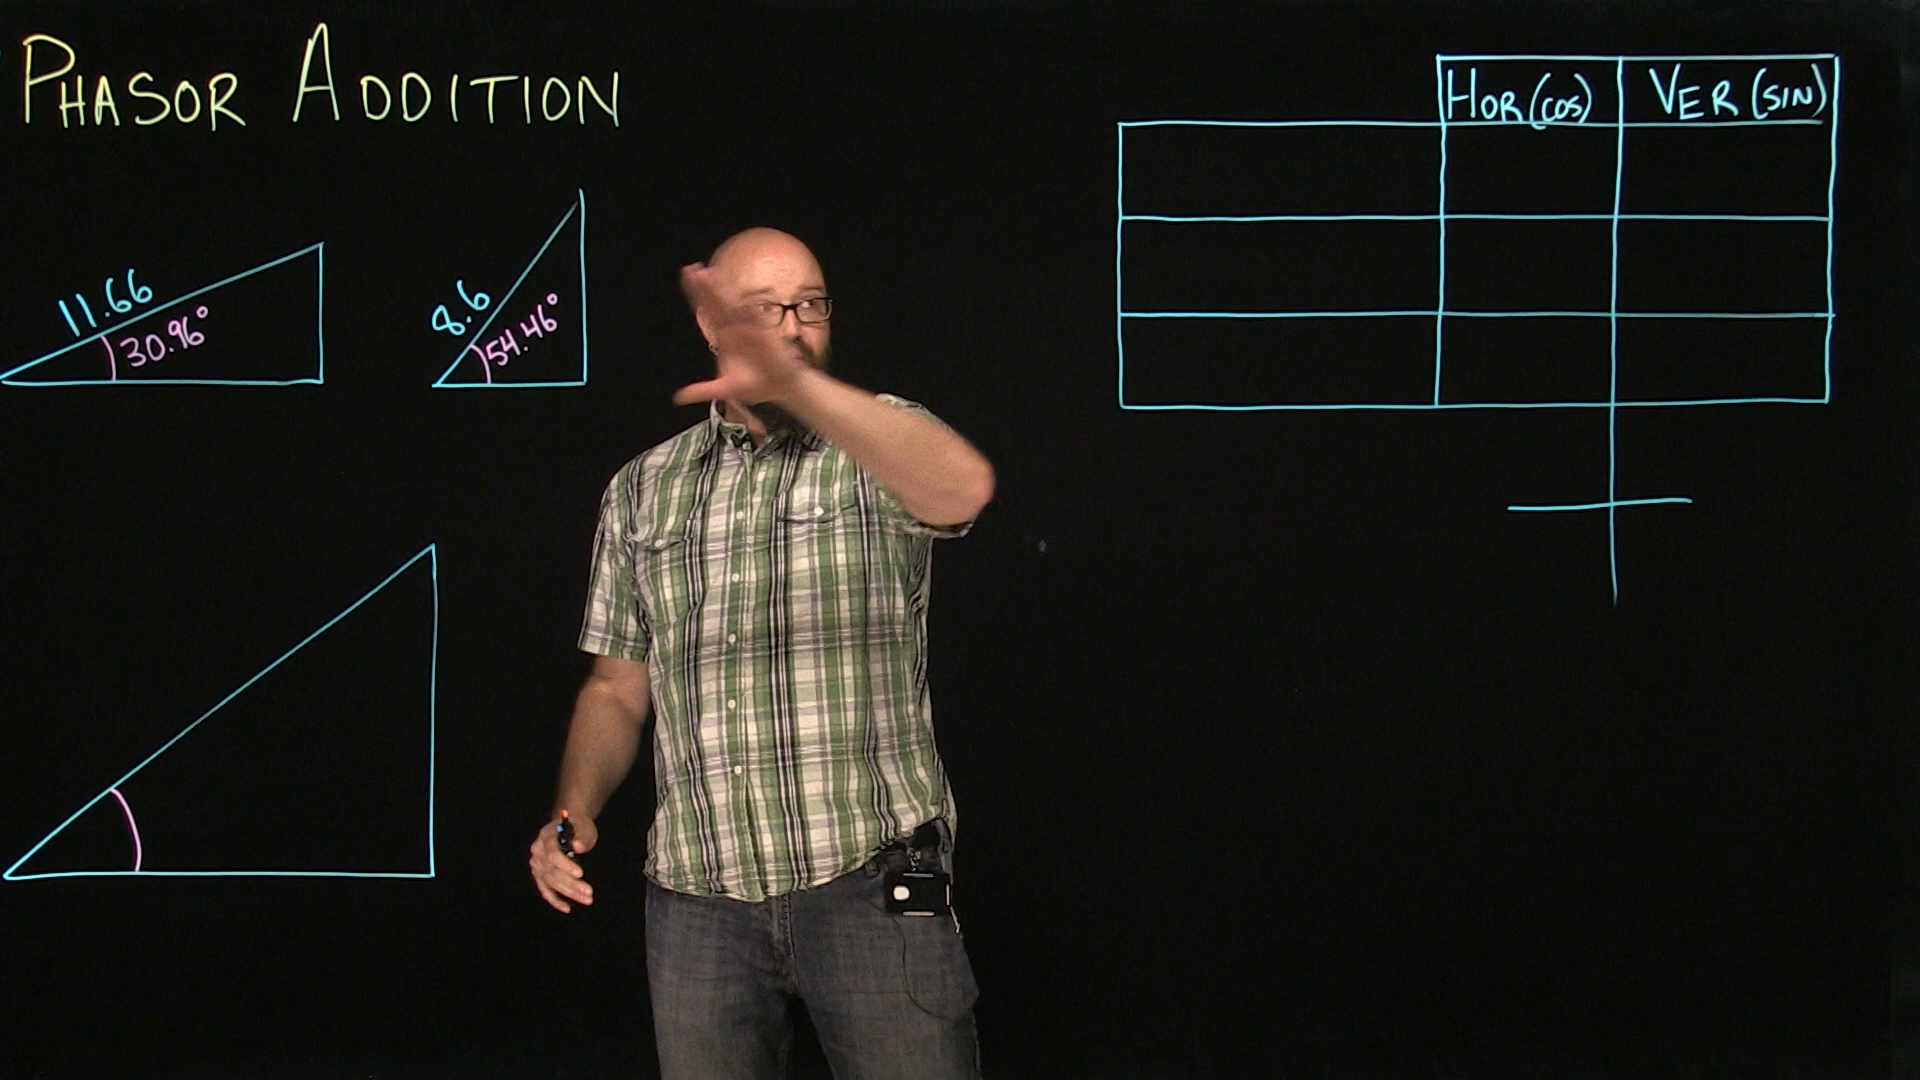 PHASOR ADDITION
HOR (COS) VER (SIN)
11.66
30.96°
8.6
54.46°